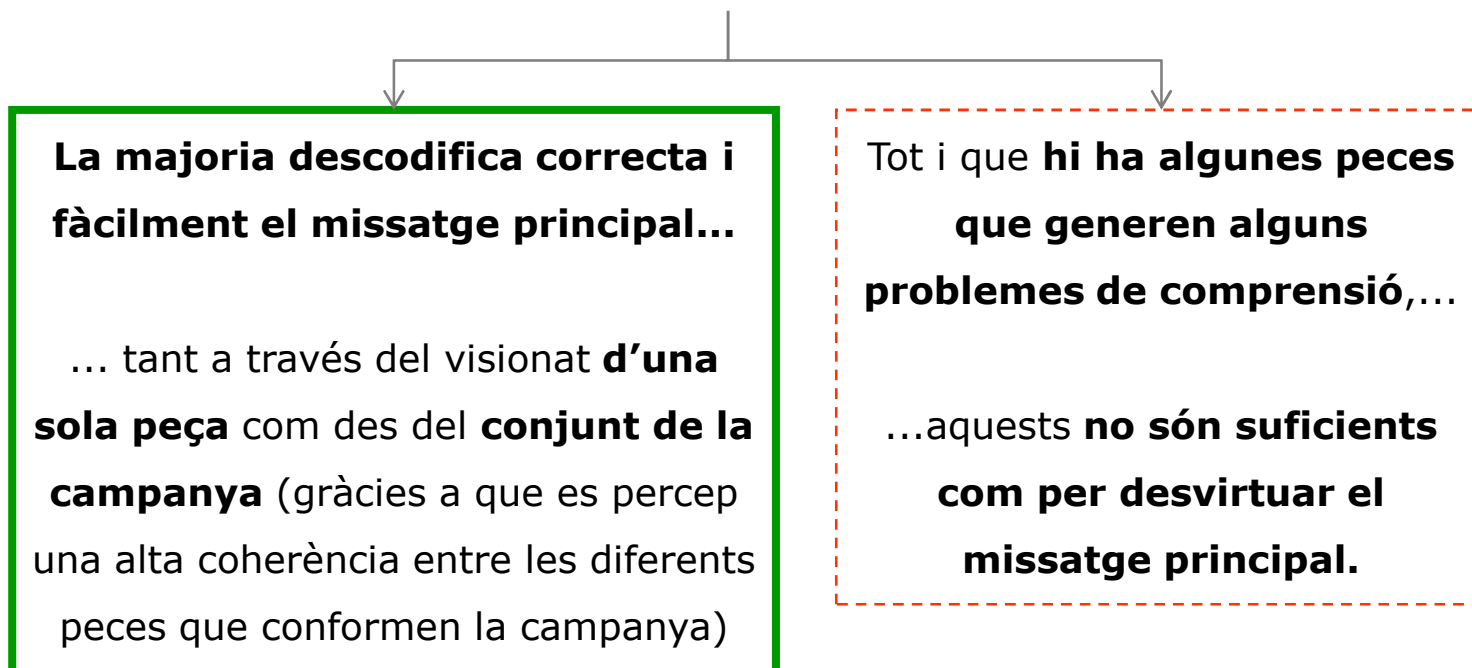 La majoria descodifica correcta i
fàcilment el missatge principal...
... tant a través del visionat d’una
sola peça com des del conjunt de la
campanya (gràcies a que es percep
una alta coherència entre les diferents
peces que conformen la campanya)
Tot i que hi ha algunes peces
que generen alguns
problemes de comprensió,...
...aquests no són suficients
com per desvirtuar el
missatge principal.